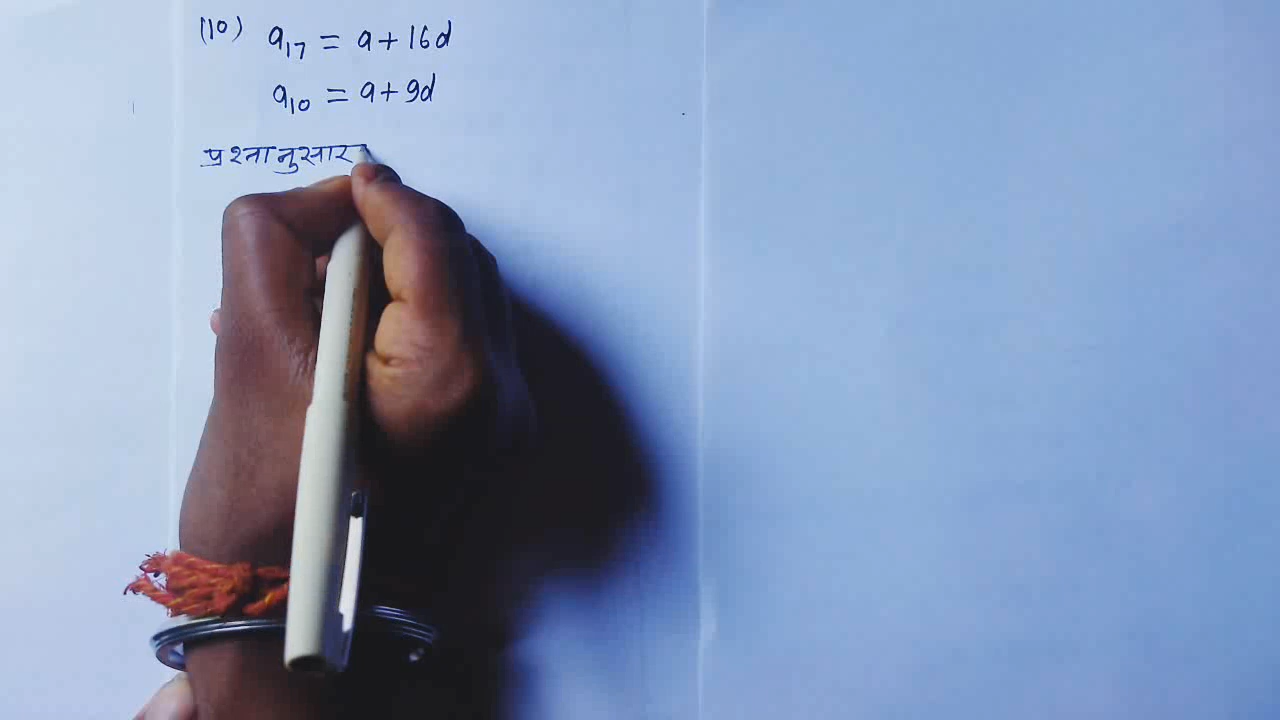 (10) a₁₇ = a + 16d
a₁₀ = a + 9d
प्रश्नानुसार